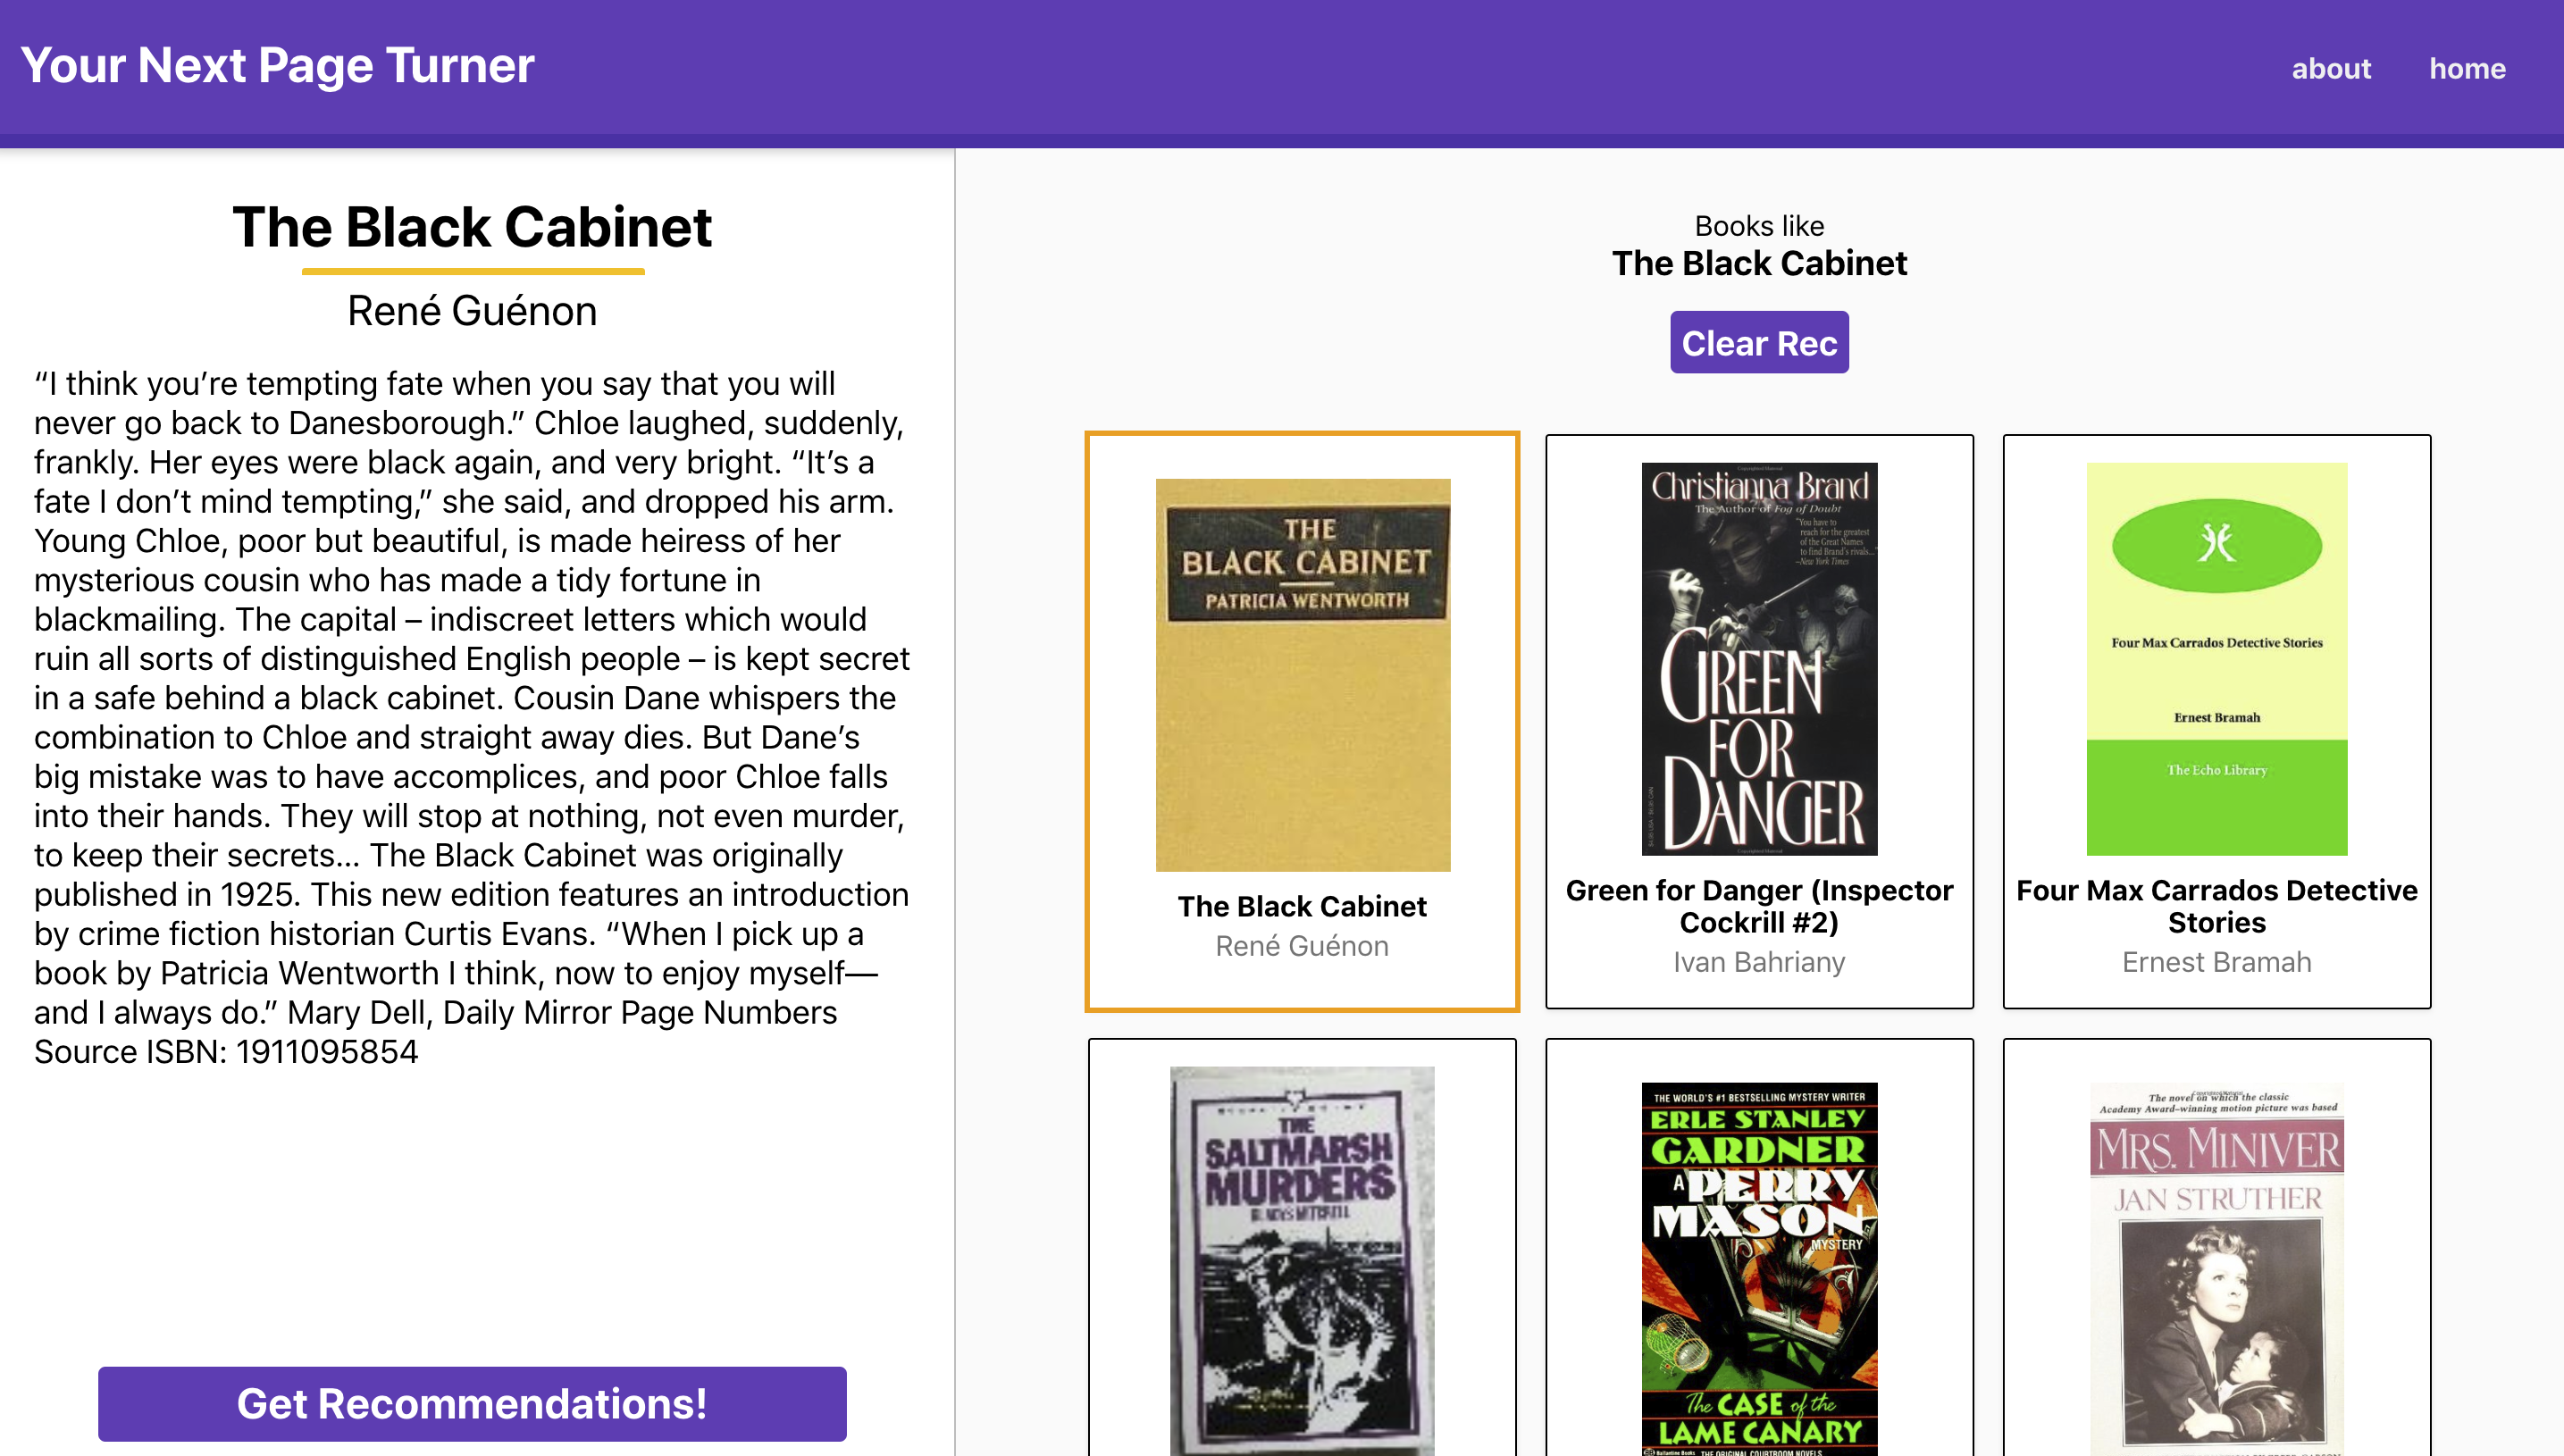 Your Next Page Turner
about
home
The Black Cabinet
René Guénon
“I think you’re tempting fate when you say that you will
never go back to Danesborough.” Chloe laughed, suddenly,
frankly. Her eyes were black again, and very bright. “It’s a
fate I don’t mind tempting,” she said, and dropped his arm.
Young Chloe, poor but beautiful, is made heiress of her
mysterious cousin who has made a tidy fortune in
blackmailing. The capital – indiscreet letters which would
ruin all sorts of distinguished English people – is kept secret
in a safe behind a black cabinet. Cousin Dane whispers the
combination to Chloe and straight away dies. But Dane’s
big mistake was to have accomplices, and poor Chloe falls
into their hands. They will stop at nothing, not even murder,
to keep their secrets... The Black Cabinet was originally
published in 1925. This new edition features an introduction
by crime fiction historian Curtis Evans. “When I pick up a
book by Patricia Wentworth I think, now to enjoy myself—
and I always do.” Mary Dell, Daily Mirror Page Numbers
Source ISBN: 1911095854
Get Recommendations!
Books like
The Black Cabinet
Clear Rec
THE
BLACK CABINET
PATRICIA WENTWORTH
The Black Cabinet
René Guénon
Copyrighted Material
Christianna Brand
The Author of Fog of Doubt
"You have to
reach for the greatest
of the Great Names
to find Brand's rivals..."
–New York Times
GREEN
FOR
DANGER
Copyrighted Material
Green for Danger (Inspector
Cockrill #2)
Ivan Bahriany
Four Max Carrados Detective Stories
Ernest Bramah
The Echo Library
Four Max Carrados Detective
Stories
Ernest Bramah
THE
SALTMARSH
MURDERS
GLADYS MITCHELL
THE WORLD'S #1 BESTSELLING MYSTERY WRITER
ERLE STANLEY
GARDNER
A PERRY
MASON
MYSTERY
The CASE of the
LAME CANARY
Ballantine Books THE ORIGINAL COURTROOM NOVELS
The novel on which the classic
Academy Award–winning motion picture was based
MRS. MINIVER
JAN STRUTHER